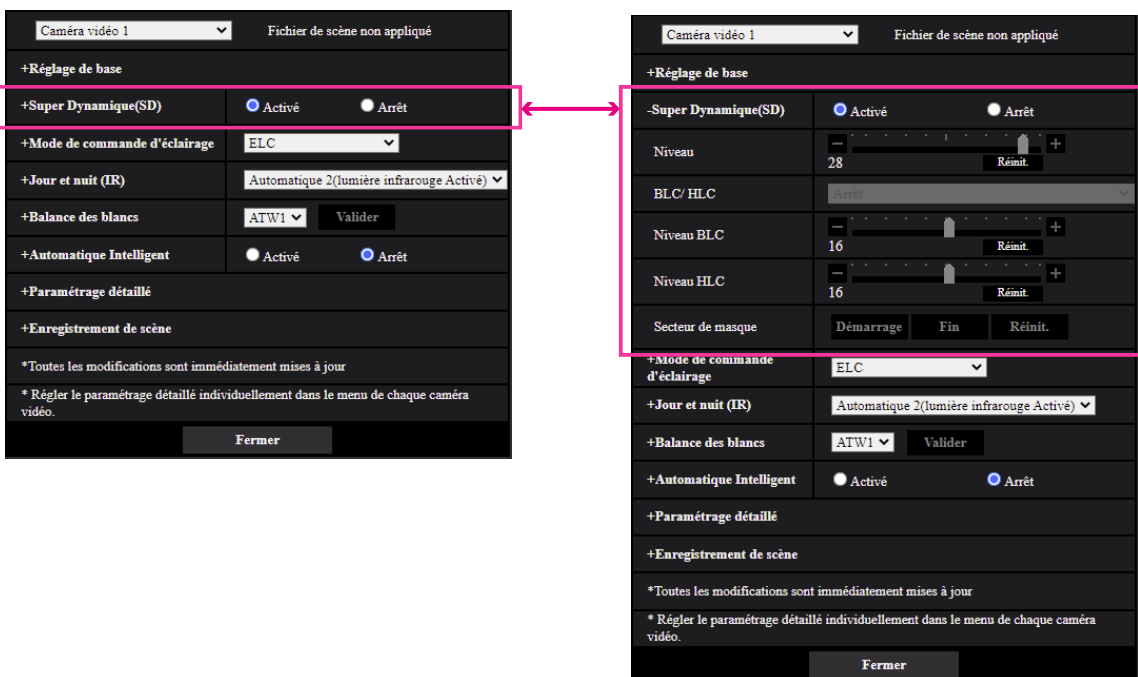 Caméra vidéo 1 Fichier de scène non appliqué
+Réglage de base
+Super Dynamique(SD) Activé Arrêt
+Mode de commande d'éclairage ELC
+Jour et nuit (IR) Automatique 2(lumière infrarouge Activé)
+Balance des blancs ATW1 Valider
+Automatique Intelligent Activé Arrêt
+Paramétrage détaillé
+Enregistrement de scène
*Toutes les modifications sont immédiatement mises à jour
* Régler le paramétrage détaillé individuellement dans le menu de chaque caméra
vidéo.
Fermer
Caméra vidéo 1 Fichier de scène non appliqué
+Réglage de base
-Super Dynamique(SD) Activé Arrêt
Niveau - +
28 Réinit.
BLC/ HLC Arrêt
Niveau BLC - +
16 Réinit.
Niveau HLC - +
16 Réinit.
Secteur de masque Démarrage Fin Réinit.
+Mode de commande
d'éclairage ELC
+Jour et nuit (IR) Automatique 2(lumière infrarouge Activé)
+Balance des blancs ATW1 Valider
+Automatique Intelligent Activé Arrêt
+Paramétrage détaillé
+Enregistrement de scène
*Toutes les modifications sont immédiatement mises à jour
* Régler le paramétrage détaillé individuellement dans le menu de chaque caméra
vidéo.
Fermer